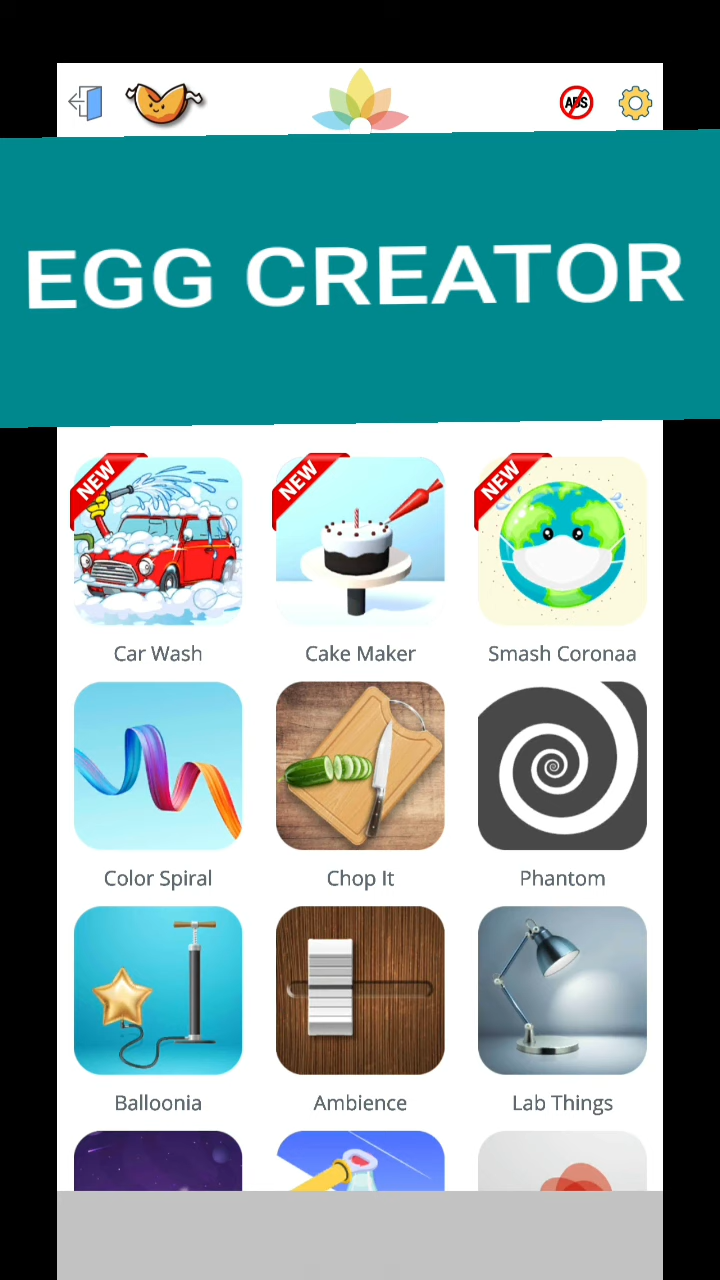 ADS
EGG CREATOR
NEW
NEW
NEW
Car Wash
Cake Maker
Smash Coronaa
Color Spiral
Chop It
Phantom
Balloonia
Ambience
Lab Things